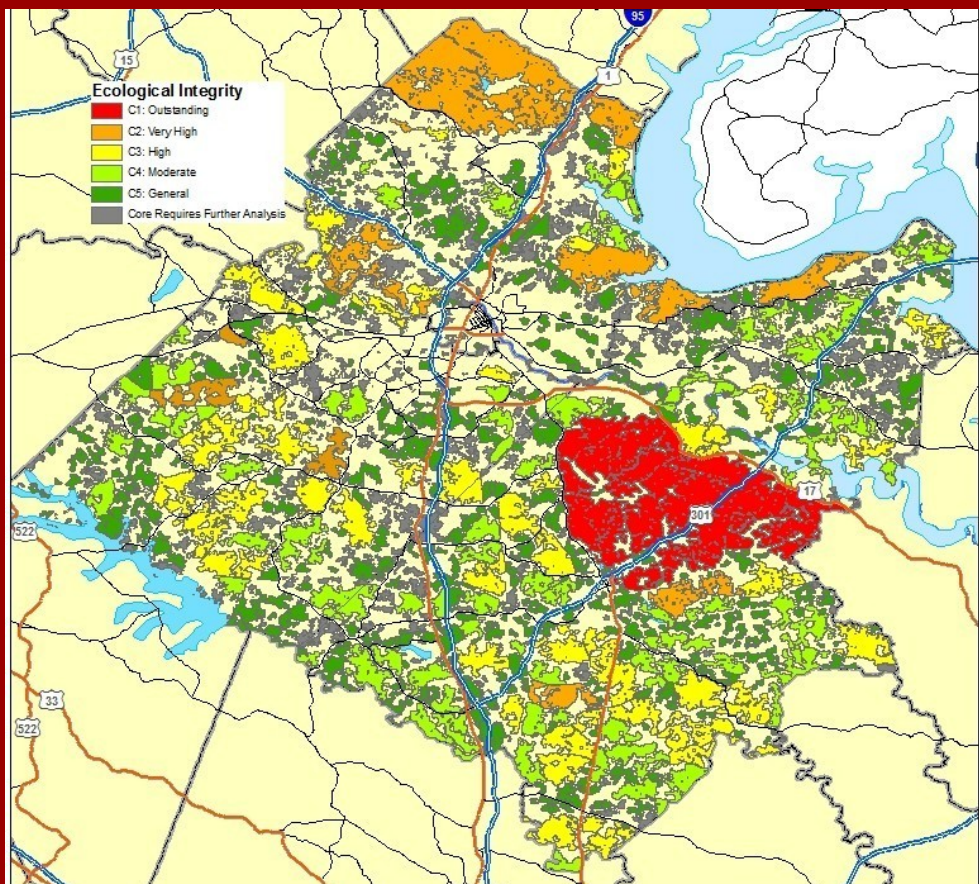 95
15
1
Ecological Integrity
C1: Outstanding
C2: Very High
C3: High
C4: Moderate
C5: General
Core Requires Further Analysis
17
301
522
33
522